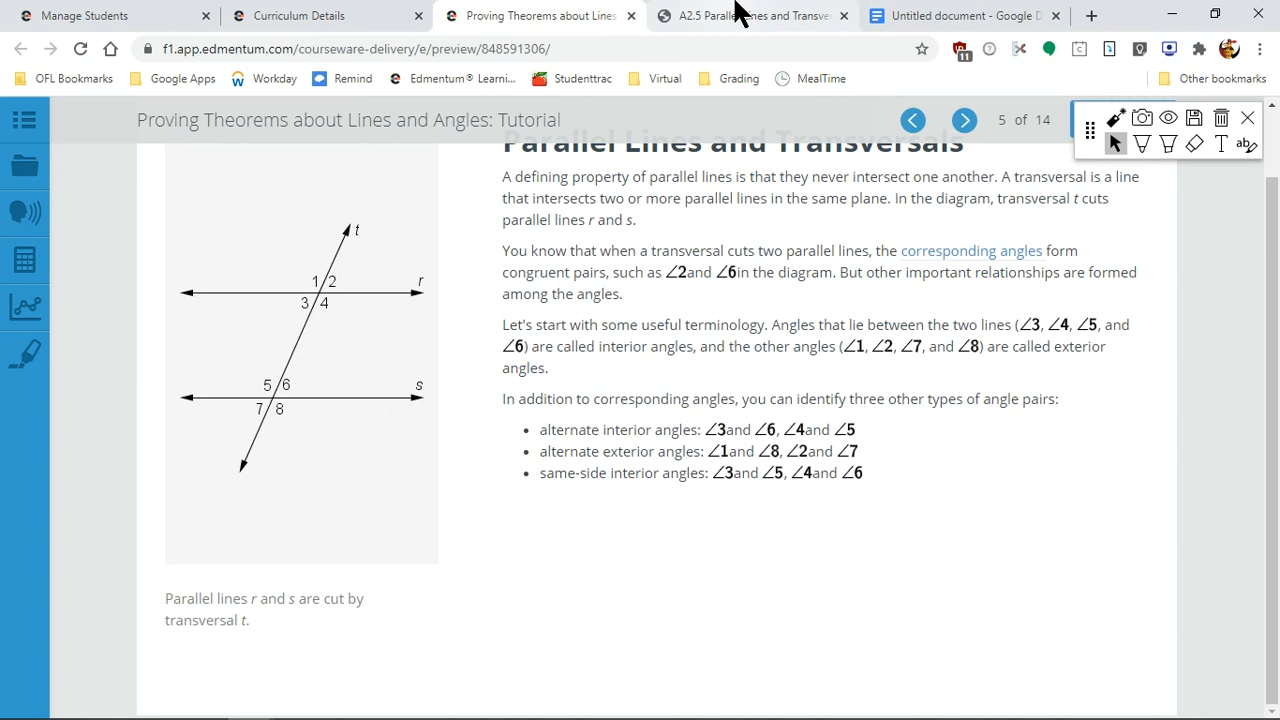 Manage Students
Curriculum Details
Proving Theorems about Lines
A2.5 Paralle
nes and Transver
Untitled document - Google D
f1.app.edmentum.com/courseware-delivery/e/preview/848591306/
11
OFL Bookmarks
Google Apps
Workday
Remind
Edmentum® Learni...
Studenttrac
Virtual
Grading
MealTime
Other bookmarks
Proving Theorems about Lines and Angles: Tutorial
5 of 14
Parallel Lines and Transversals
A defining property of parallel lines is that they never intersect one another. A transversal is a line
that intersects two or more parallel lines in the same plane. In the diagram, transversal t cuts
parallel lines r and s.
You know that when a transversal cuts two parallel lines, the corresponding angles form
congruent pairs, such as ∠2and ∠6in the diagram. But other important relationships are formed
among the angles.
Let's start with some useful terminology. Angles that lie between the two lines (∠3, ∠4, ∠5, and
∠6) are called interior angles, and the other angles (∠1, ∠2, ∠7, and ∠8) are called exterior
angles.
In addition to corresponding angles, you can identify three other types of angle pairs:
• alternate interior angles: ∠3and ∠6, ∠4and ∠5
• alternate exterior angles: ∠1and ∠8, ∠2and ∠7
• same-side interior angles: ∠3and ∠5, ∠4and ∠6
t
1 2
r
3 4
5 6
s
7 8
Parallel lines r and s are cut by
transversal t.